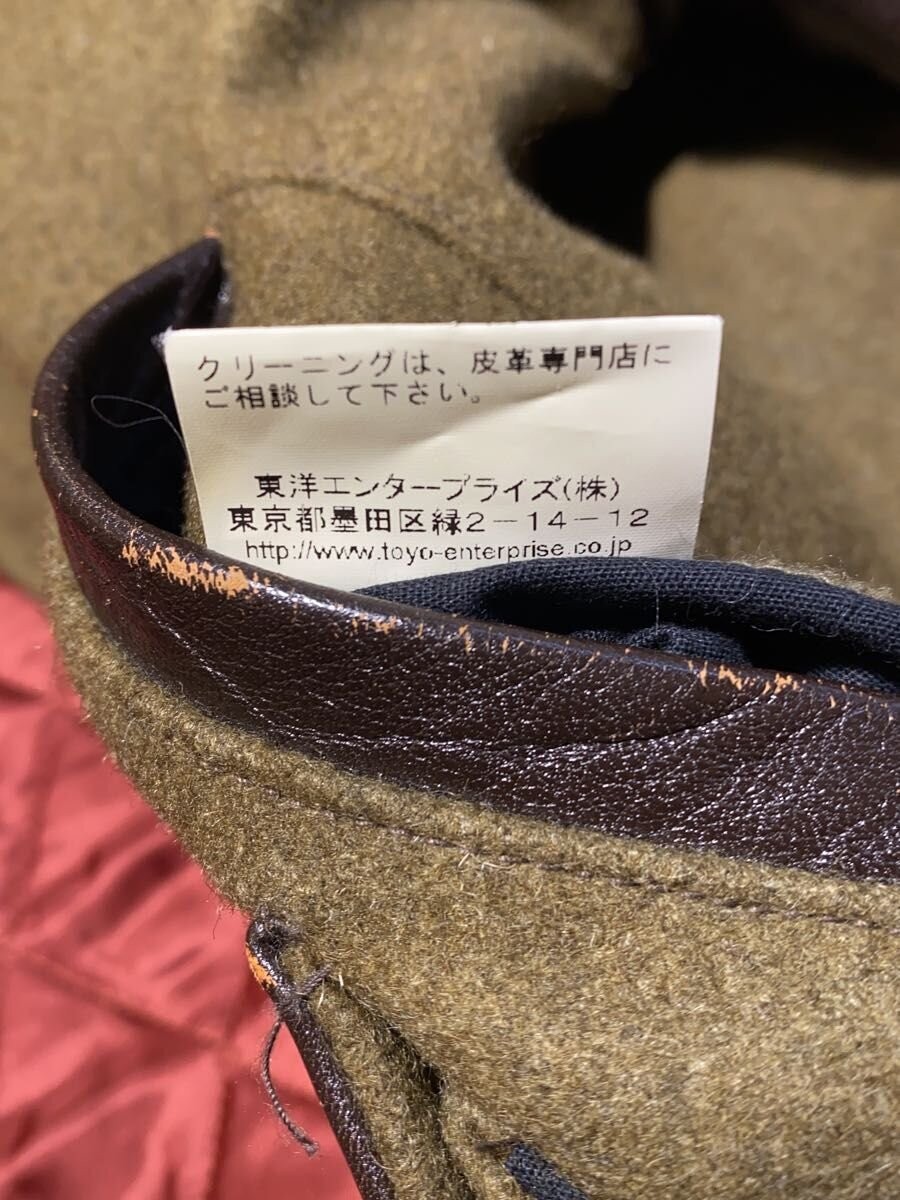 クリーニングは、皮革専門店に
ご相談して下さい。
東洋エンタープライズ(株)
東京都墨田区緑2-14-12
http://www.toyo-enterprise.co.jp